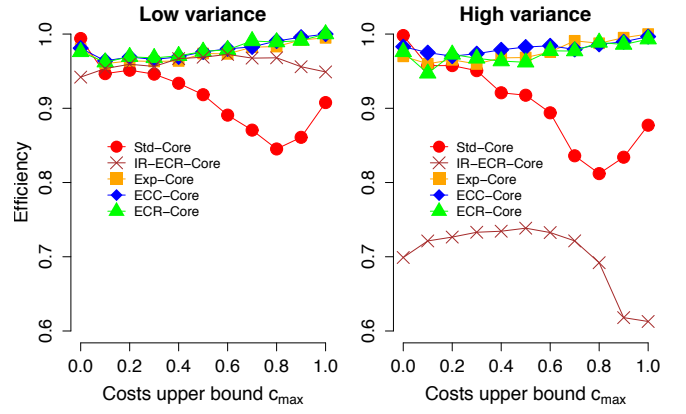 Low variance
High variance
Efficiency
1.0
0.9
0.8
0.7
0.6
Std−Core
IR−ECR−Core
Exp−Core
ECC−Core
ECR−Core
0.0 0.2 0.4 0.6 0.8 1.0
Costs upper bound cmax
1.0
0.9
0.8
0.7
0.6
Std−Core
IR−ECR−Core
Exp−Core
ECC−Core
ECR−Core
0.0 0.2 0.4 0.6 0.8 1.0
Costs upper bound cmax